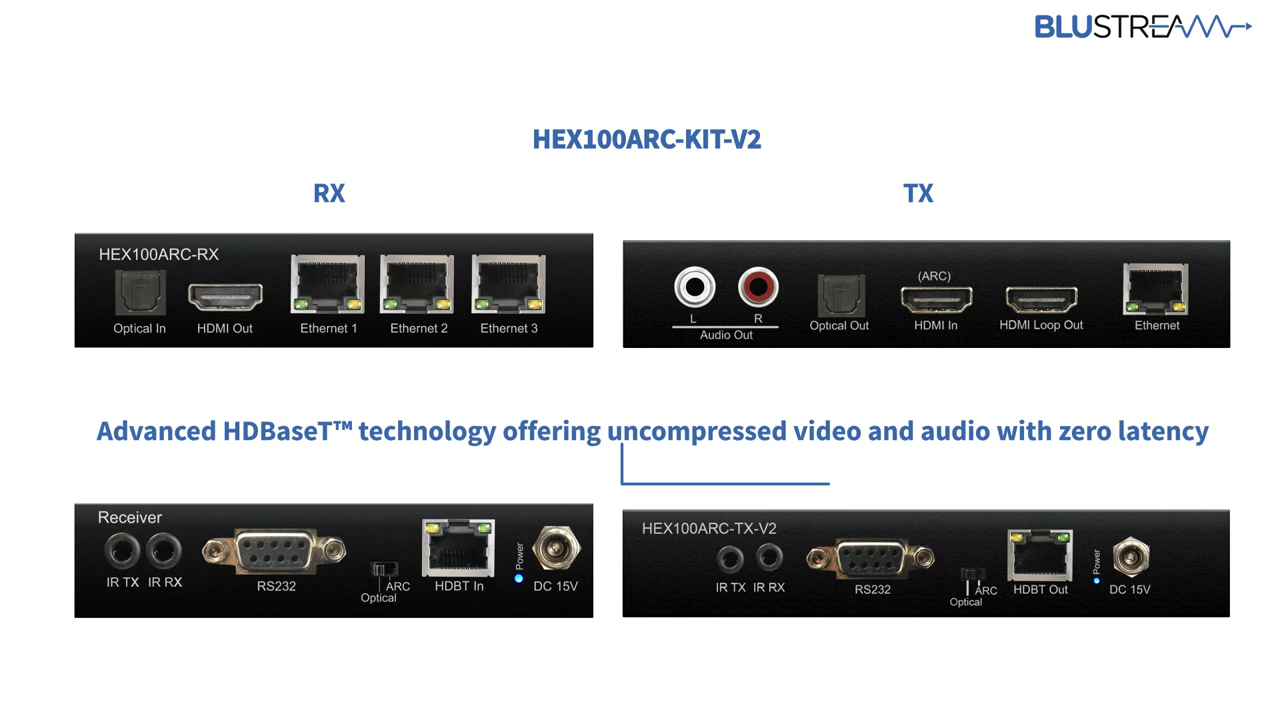 BLUSTREAM
HEX100ARC-KIT-V2
RX
TX
HEX100ARC-RX
Optical In
HDMI Out
Ethernet 1
Ethernet 2
Ethernet 3
(ARC)
L
R
Audio Out
Optical Out
HDMI In
HDMI Loop Out
Ethernet
Advanced HDBaseT™ technology offering uncompressed video and audio with zero latency
Receiver
IR TX
IR RX
RS232
ARC
Optical
HDBT In
Power
DC 15V
HEX100ARC-TX-V2
IR TX
IR RX
RS232
ARC
Optical
HDBT Out
Power
DC 15V